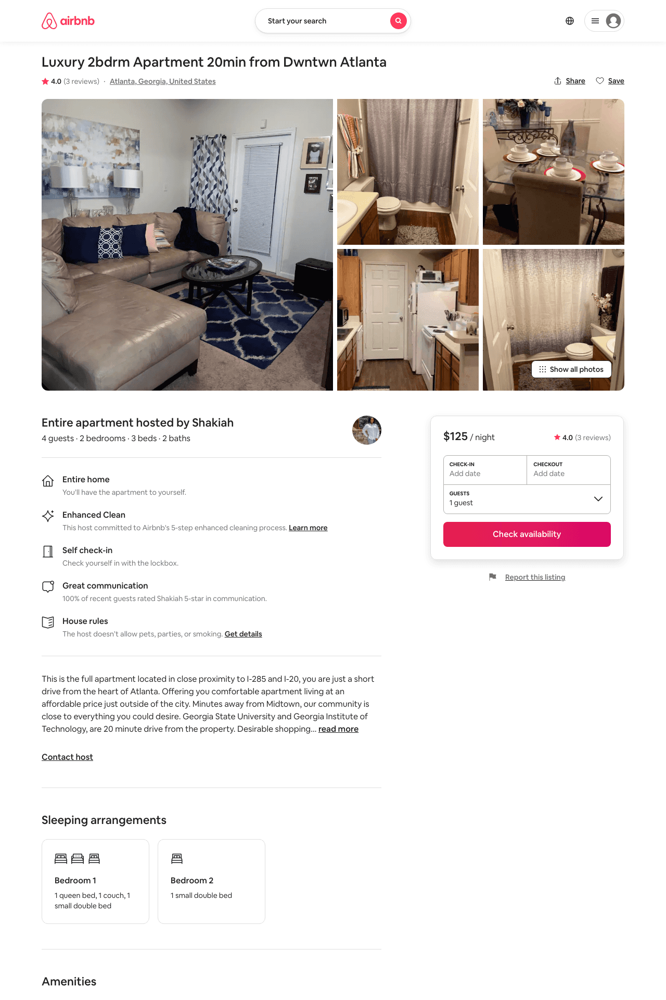 airbnb
Start your search
Luxury 2bdrm Apartment 20min from Dwntwn Atlanta
4.0 (3 reviews) · Atlanta, Georgia, United States
Share
Save
Show all photos
Entire apartment hosted by Shakiah
4 guests · 2 bedrooms · 3 beds · 2 baths
Entire home
You’ll have the apartment to yourself.
Enhanced Clean
This host committed to Airbnb's 5-step enhanced cleaning process. Learn more
Self check-in
Check yourself in with the lockbox.
Great communication
100% of recent guests rated Shakiah 5-star in communication.
House rules
The host doesn’t allow pets, parties, or smoking. Get details
$125 / night
4.0 (3 reviews)
CHECK-IN
Add date
CHECKOUT
Add date
GUESTS
1 guest
Check availability
Report this listing
This is the full apartment located in close proximity to I-285 and I-20, you are just a short
drive from the heart of Atlanta. Offering you comfortable apartment living at an
affordable price just outside of the city. Minutes away from Midtown, our community is
close to everything you could desire. Georgia State University and Georgia Institute of
Technology, are 20 minute drive from the property. Desirable shopping... read more
Contact host
Sleeping arrangements
Bedroom 1
1 queen bed, 1 couch, 1
small double bed
Bedroom 2
1 small double bed
Amenities